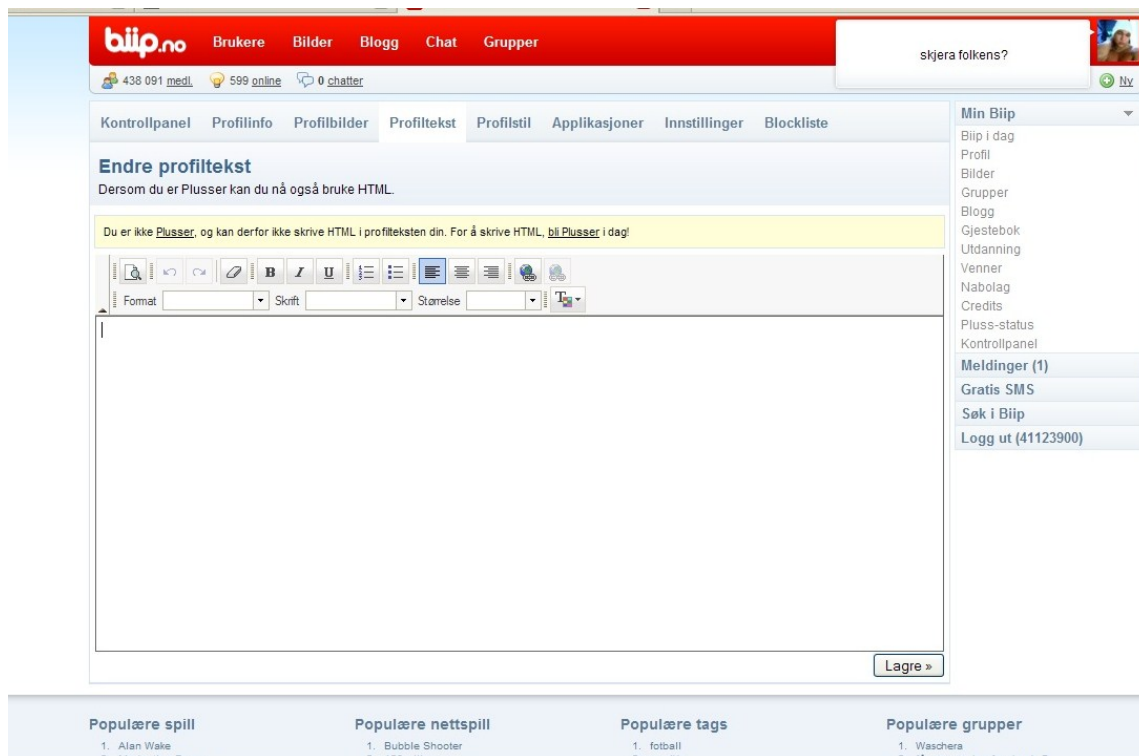 biip.no Brukere Bilder Blogg Chat Grupper
skjera folkens?
438 091 medl. 599 online 0 chatter
Ny
Kontrollpanel Profilinfo Profilbilder Profiltekst Profilstil Applikasjoner Innstillinger Blockliste
Endre profiltekst
Dersom du er Plusser kan du nå også bruke HTML.
Du er ikke Plusser, og kan derfor ikke skrive HTML i profilteksten din. For å skrive HTML, bli Plusser i dag!
B I U
Format Skrift Størrelse
Lagre »
Min Biip
Biip i dag
Profil
Bilder
Grupper
Blogg
Gjestebok
Utdanning
Venner
Nabolag
Credits
Pluss-status
Kontrollpanel
Meldinger (1)
Gratis SMS
Søk i Biip
Logg ut (41123900)
Populære spill Populære nettspill Populære tags Populære grupper
1. Alan Wake 1. Bubble Shooter 1. fotball 1. Waschera